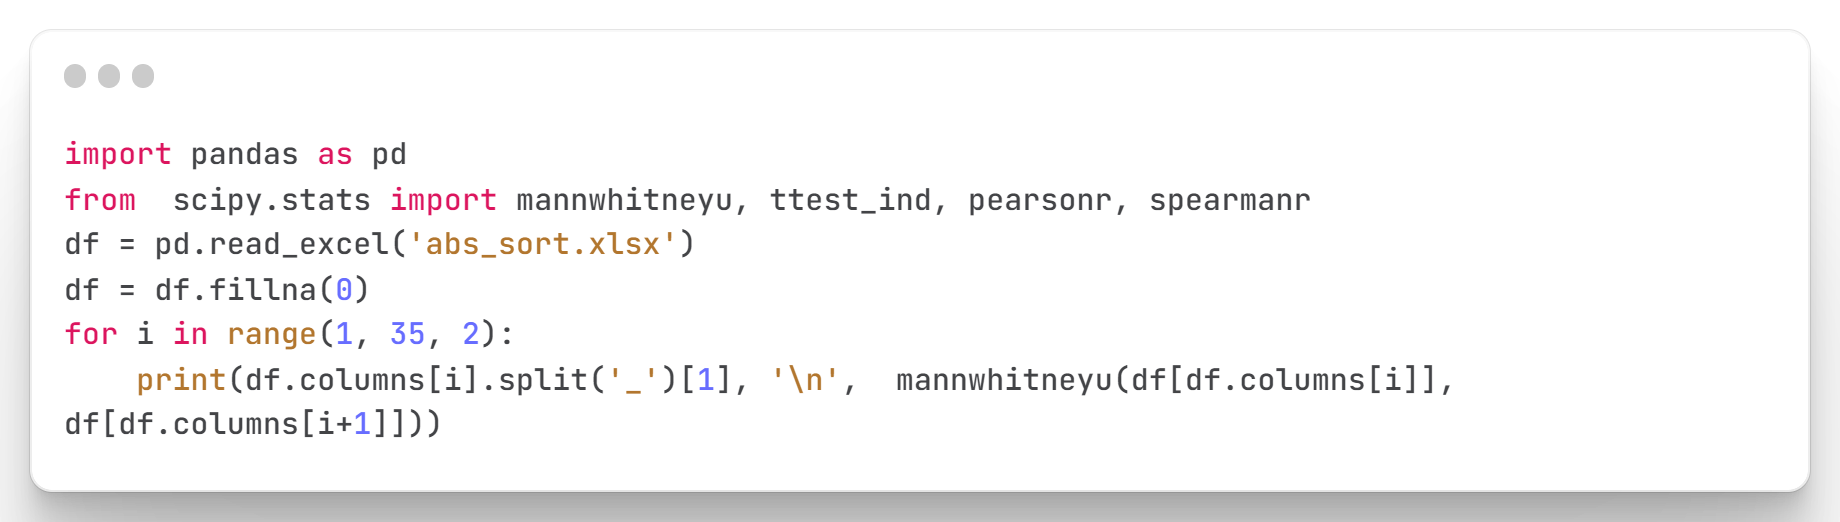 import pandas as pd
from  scipy.stats import mannwhitneyu, ttest_ind, pearsonr, spearmanr
df = pd.read_excel('abs_sort.xlsx')
df = df.fillna(0)
for i in range(1, 35, 2):
    print(df.columns[i].split('_')[1], '\n',  mannwhitneyu(df[df.columns[i]],
df[df.columns[i+1]]))